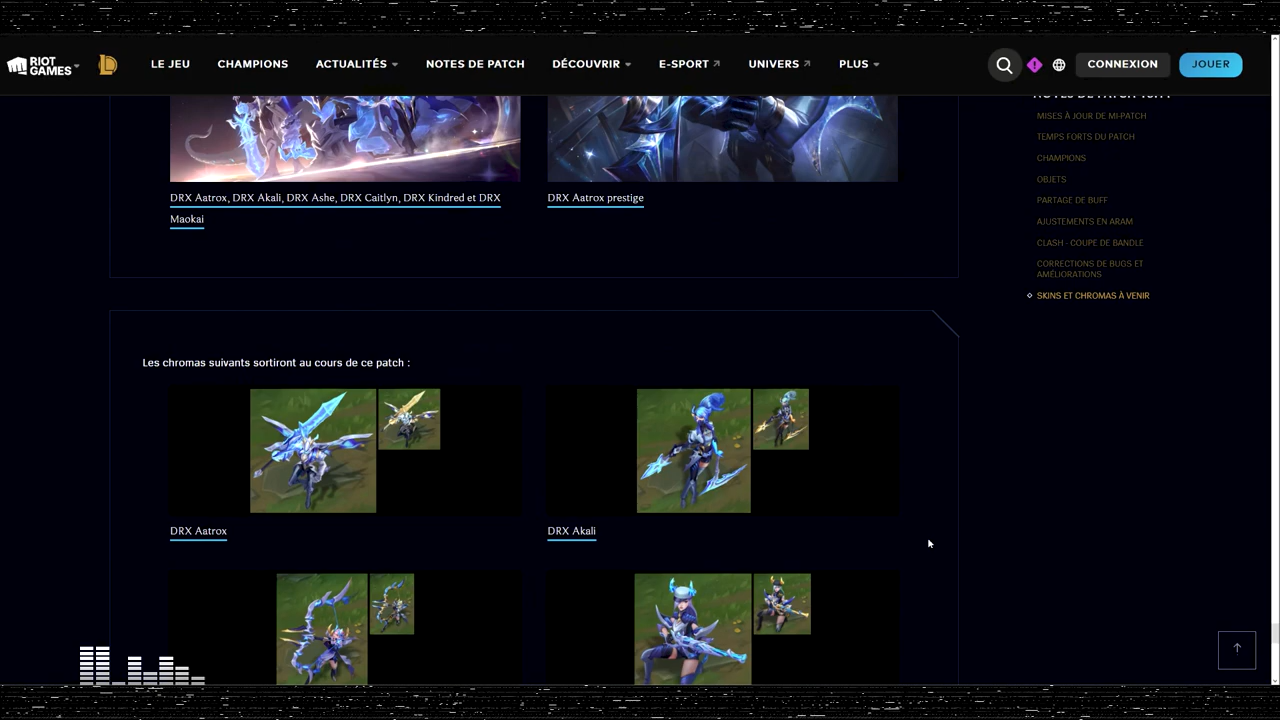 RIOT GAMES
LE JEU
CHAMPIONS
ACTUALITÉS
NOTES DE PATCH
DÉCOUVRIR
E-SPORT
UNIVERS
PLUS
CONNEXION
JOUER
DRX Aatrox, DRX Akali, DRX Ashe, DRX Caitlyn, DRX Kindred et DRX
Maokai
DRX Aatrox prestige
MISES À JOUR DE MI-PATCH
TEMPS FORTS DU PATCH
CHAMPIONS
OBJETS
PARTAGE DE BUFF
AJUSTEMENTS EN ARAM
CLASH - COUPE DE BANDLE
CORRECTIONS DE BUGS ET
AMÉLIORATIONS
SKINS ET CHROMAS À VENIR
Les chromas suivants sortiront au cours de ce patch :
DRX Aatrox
DRX Akali